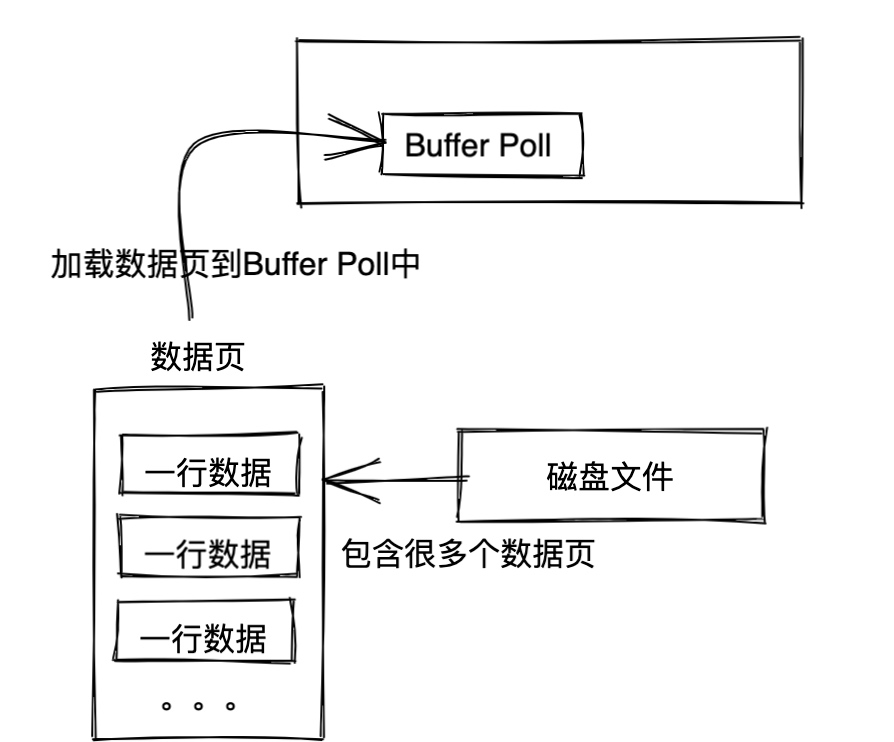 Buffer Poll
加载数据页到Buffer Poll中
数据页
一行数据
磁盘文件
一行数据
包含很多个数据页
一行数据
。。。